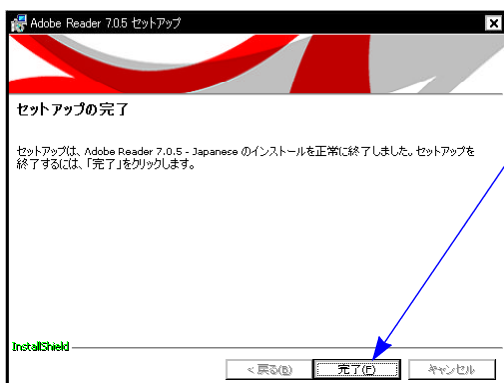 Adobe Reader 7.0.5 セットアップ
セットアップの完了
セットアップは、Adobe Reader 7.0.5 - Japanese のインストールを正常に終了しました。セットアップを
終了するには、「完了」をクリックします。
InstallShield
< 戻る(B)
完了(F)
キャンセル